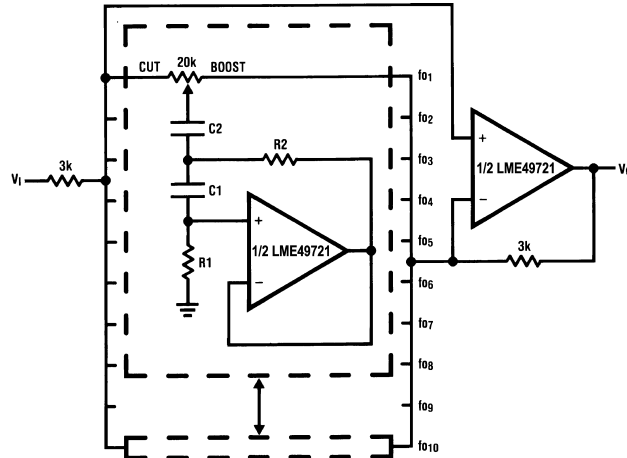 CUT 20k BOOST
fo1
fo2
C2
R2
fo3
+
1/2 LME49721
3k
VI
C1
fo4
−
+
1/2 LME49721
fo5
R1
3k
−
fo6
fo7
fo8
fo9
fo10